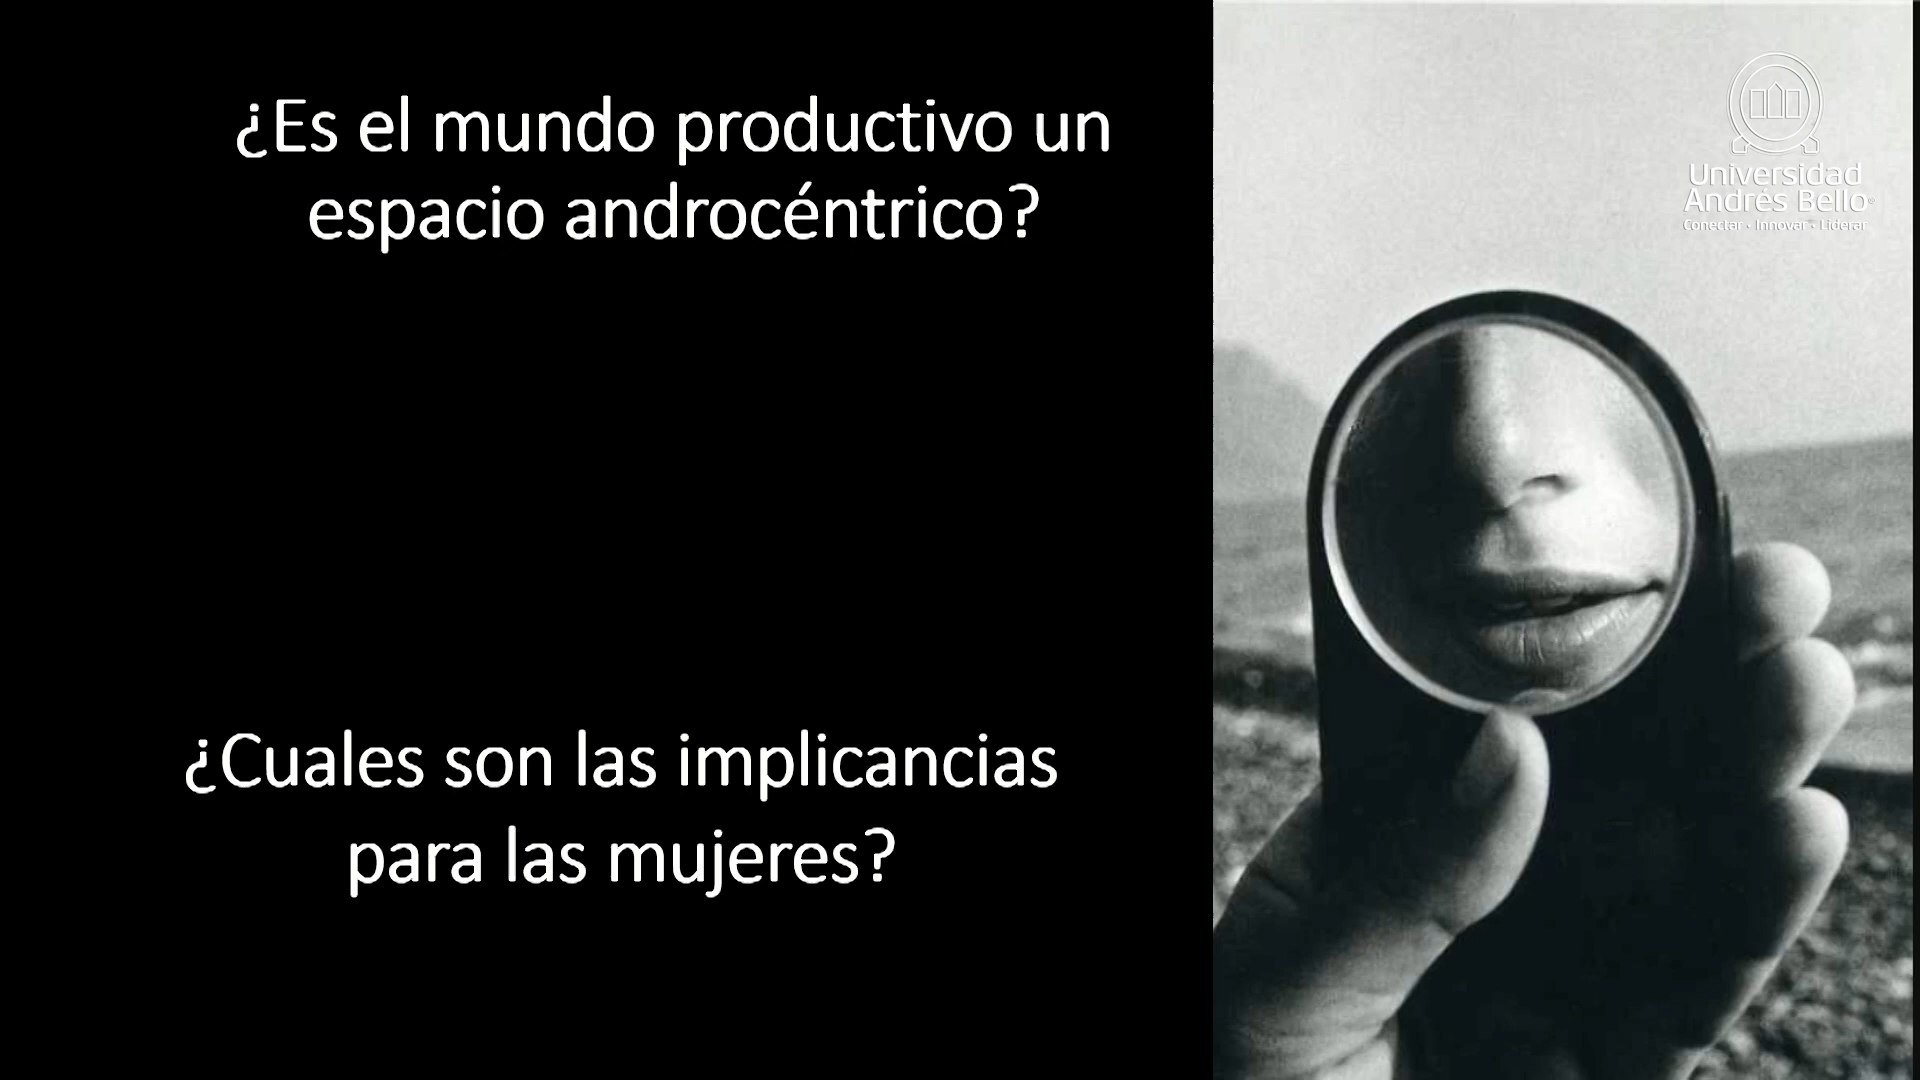 ¿Es el mundo productivo un
espacio androcéntrico?
¿Cuales son las implicancias
para las mujeres?
Universidad
Andrés Bello
Conectar • Innovar • Liderar